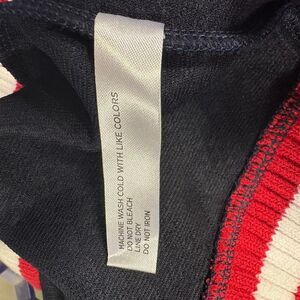 MACHINE WASH COLD WITH LIKE COLORS
DO NOT BLEACH
LINE DRY
DO NOT IRON